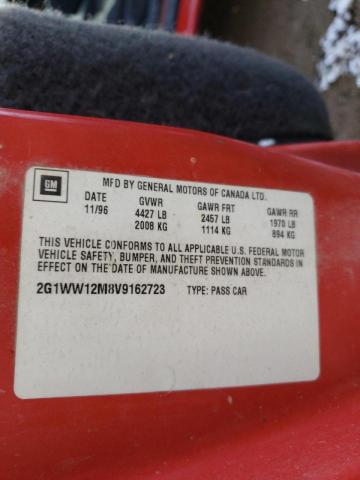 GM
MFD BY GENERAL MOTORS OF CANADA LTD.
DATE GVWR GAWR FRT GAWR RR
11/96 4427 LB 2457 LB 1970 LB
2008 KG 1114 KG 894 KG
THIS VEHICLE CONFORMS TO ALL APPLICABLE U.S. FEDERAL MOTOR
VEHICLE SAFETY, BUMPER, AND THEFT PREVENTION STANDARDS IN
EFFECT ON THE DATE OF MANUFACTURE SHOWN ABOVE.
2G1WW12M8V9162723 TYPE: PASS CAR